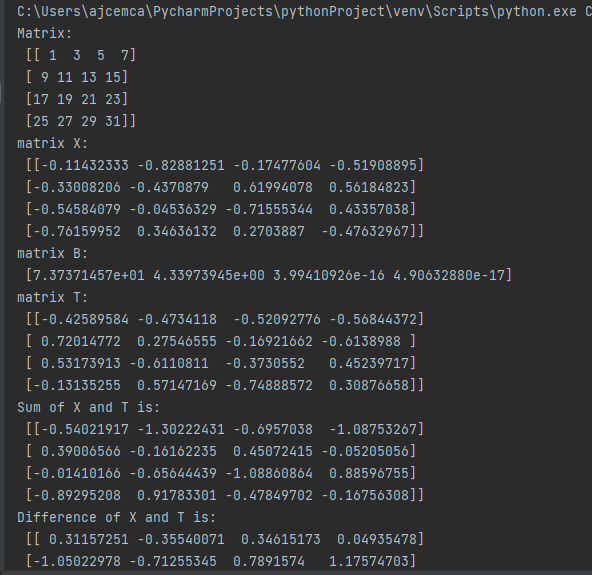 C:\Users\ajcemca\PycharmProjects\pythonProject\venv\Scripts\python.exe C
Matrix:
[[ 1  3  5  7]
[ 9 11 13 15]
[17 19 21 23]
[25 27 29 31]]
matrix X:
[[-0.11432333 -0.82881251 -0.17477604 -0.51908895]
[-0.33008206 -0.4370879   0.61994078  0.56184823]
[-0.54584079 -0.04536329 -0.71555344  0.43357038]
[-0.76159952  0.34636132  0.2703887  -0.47632967]]
matrix B:
[7.37371457e+01 4.33973945e+00 3.99410926e-16 4.90632880e-17]
matrix T:
[[-0.42589584 -0.4734118  -0.52092776 -0.56844372]
[ 0.72014772  0.27546555 -0.16921662 -0.6138988 ]
[ 0.53173913 -0.6110811  -0.3730552   0.45239717]
[-0.13135255  0.57147169 -0.74888572  0.30876658]]
Sum of X and T is:
[[-0.54021917 -1.30222431 -0.6957038  -1.08753267]
[ 0.39006566 -0.16162235  0.45072415 -0.05205056]
[-0.01410166 -0.65644439 -1.08860864  0.88596755]
[-0.89295208  0.91783301 -0.47849702 -0.16756308]]
Difference of X and T is:
[[ 0.31157251 -0.35540071  0.34615173  0.04935478]
[-1.05022978 -0.71255345  0.7891574   1.17574703]